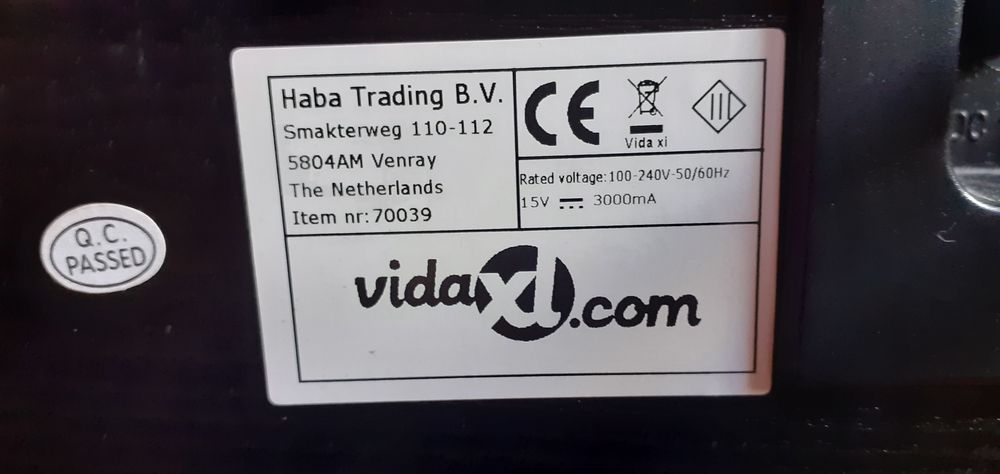 Haba Trading B.V.
Smakterweg 110-112
5804AM Venray
The Netherlands
Item nr:70039
CE
Vida xi
Rated voltage:100-240V-50/60Hz
15V ⎓ 3000mA
vidaxl.com
Q.C.
PASSED